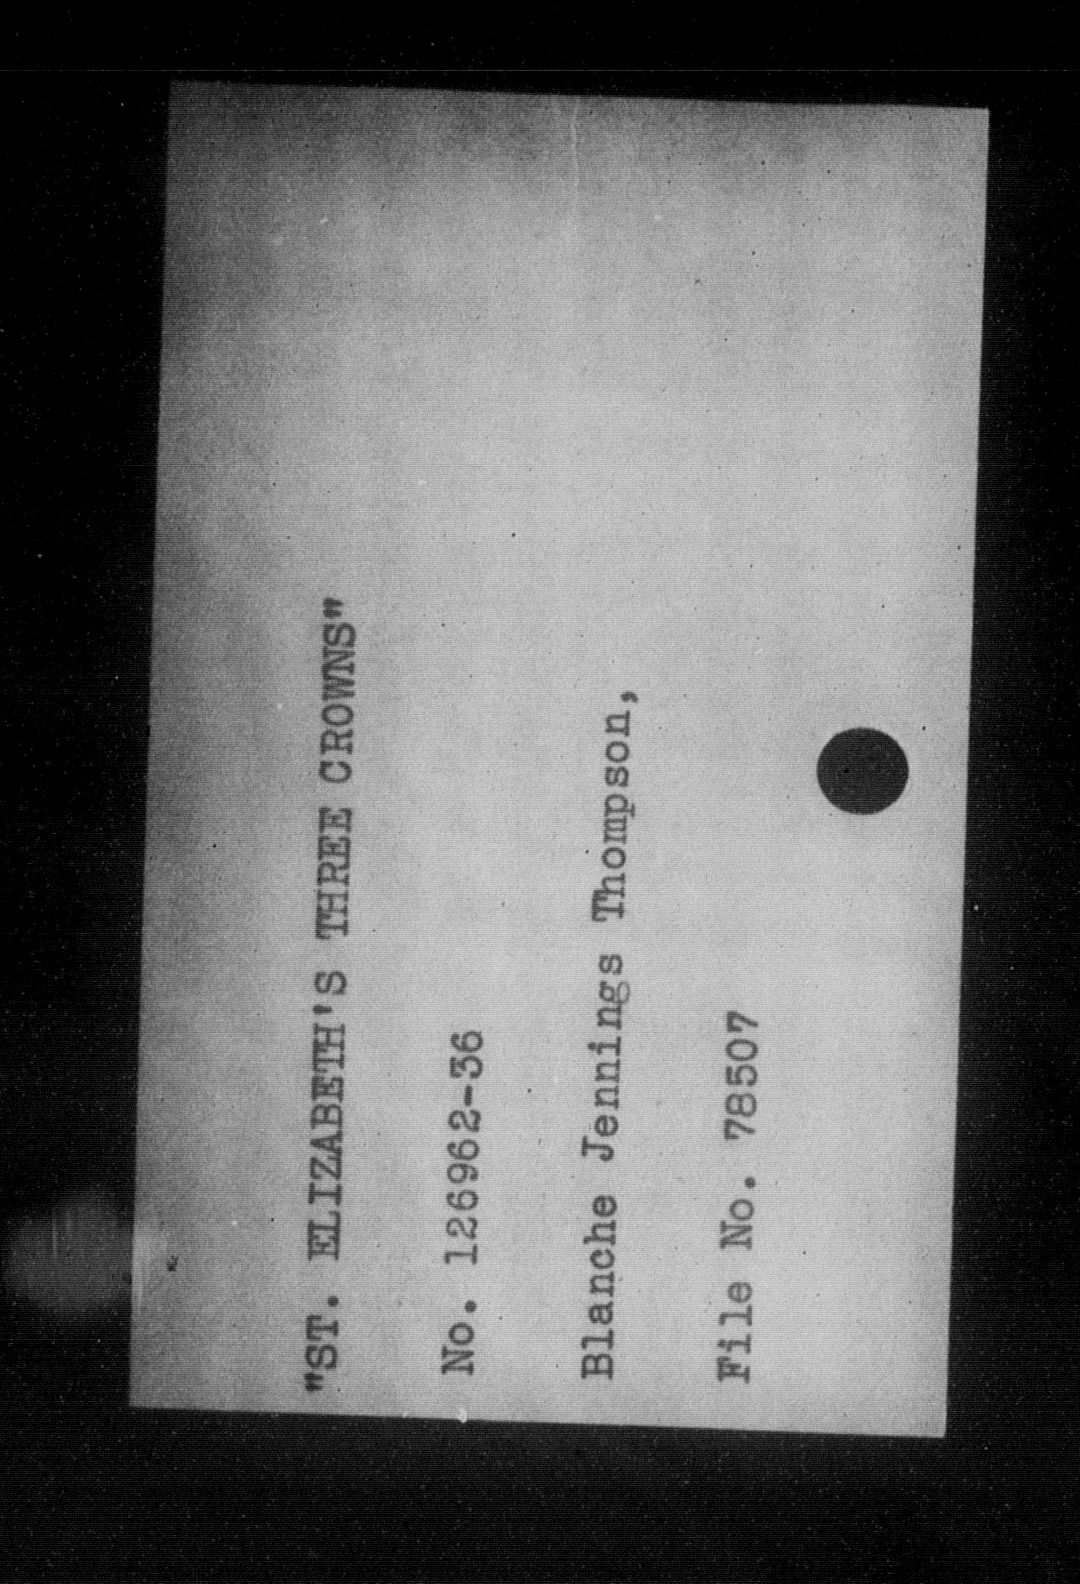 "ST. ELIZABETH'S THREE CROWNS"
No. 126962-36
Blanche Jennings Thompson,
File No. 78507